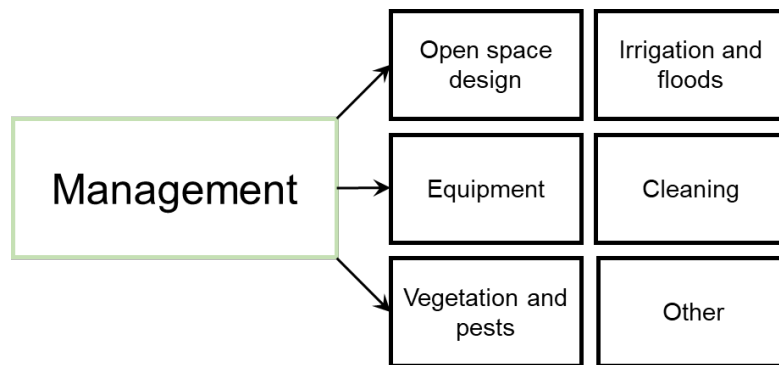 Management
Open space
design
Irrigation and
floods
Equipment
Cleaning
Vegetation and
pests
Other